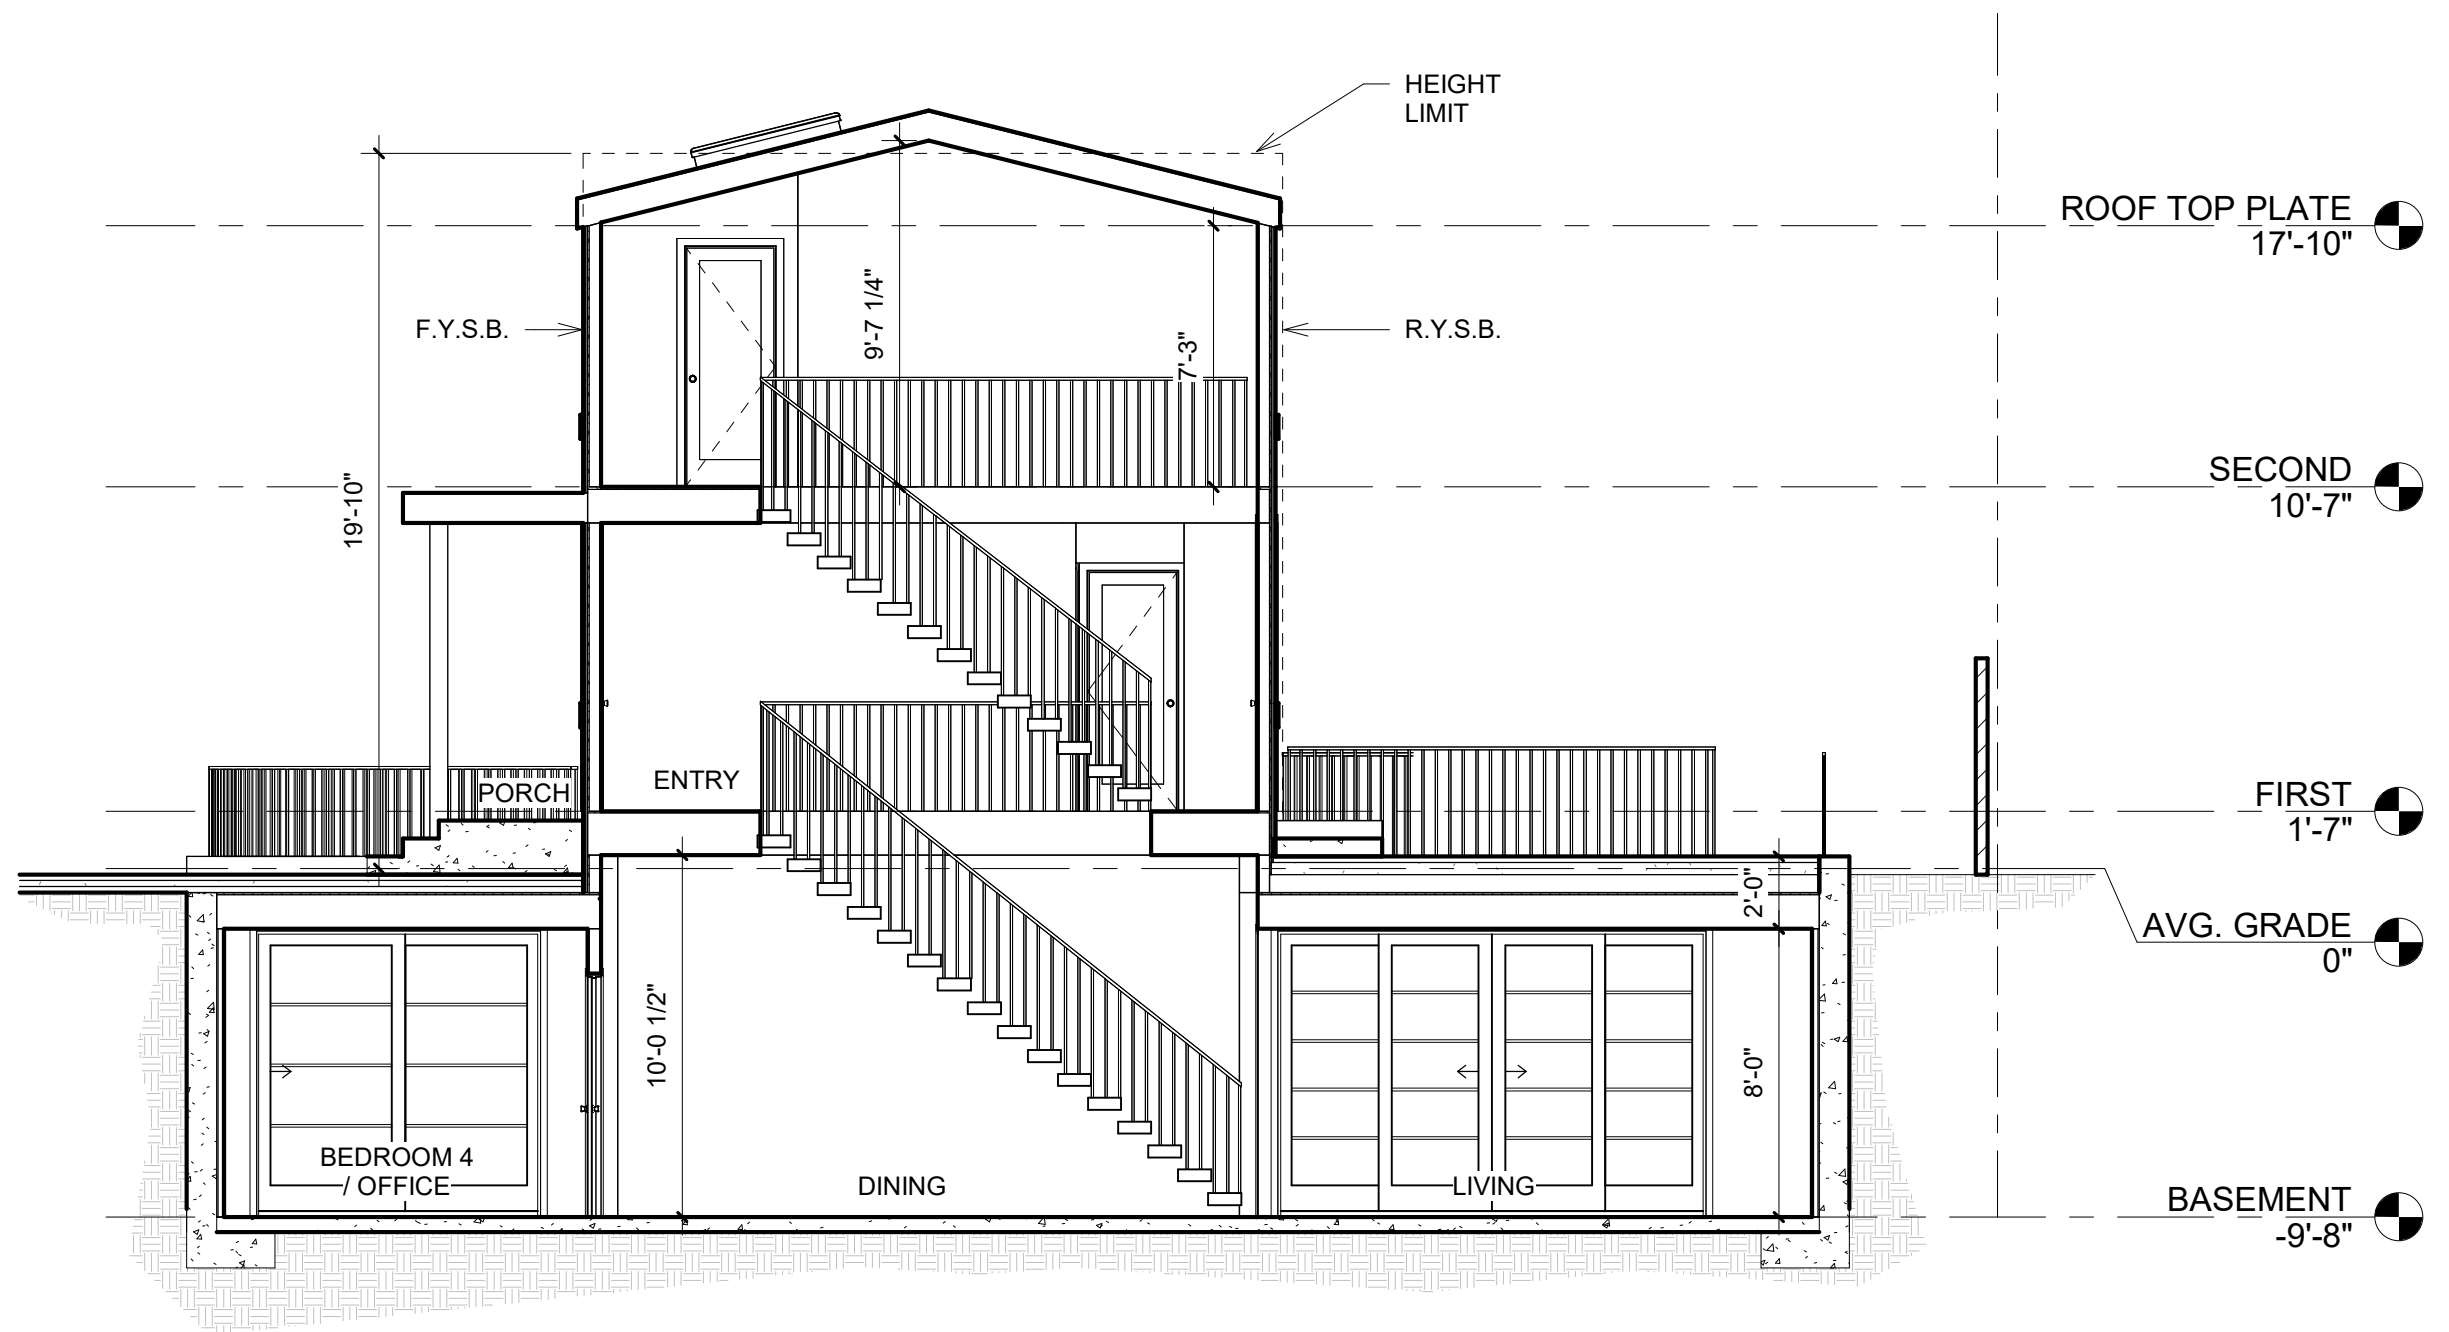 HEIGHT
LIMIT
ROOF TOP PLATE
17'-10"
9'-7 1/4"
F.Y.S.B.
7'-3"
R.Y.S.B.
SECOND
10'-7"
19'-10"
PORCH
ENTRY
FIRST
1'-7"
2'-0"
AVG. GRADE
0"
10'-0 1/2"
8'-0"
BEDROOM 4
/ OFFICE
DINING
LIVING
BASEMENT
-9'-8"